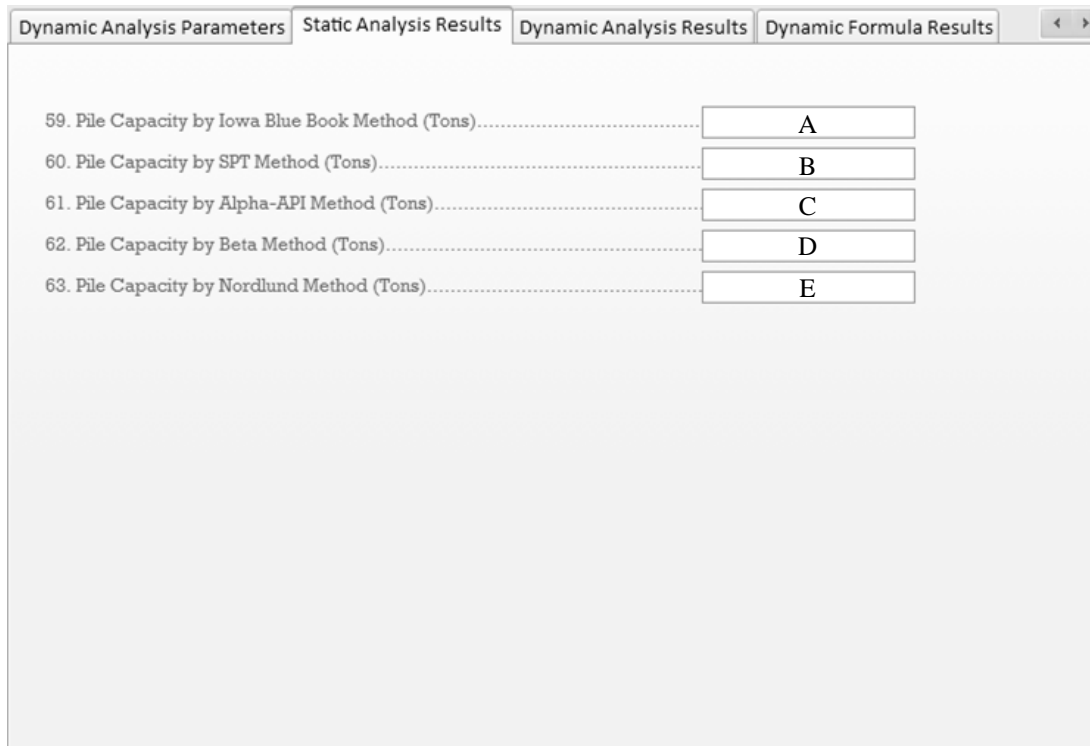 Dynamic Analysis Parameters Static Analysis Results Dynamic Analysis Results Dynamic Formula Results
59. Pile Capacity by Iowa Blue Book Method (Tons)............................................. A
60. Pile Capacity by SPT Method (Tons)................................................................ B
61. Pile Capacity by Alpha-API Method (Tons)..................................................... C
62. Pile Capacity by Beta Method (Tons).............................................................. D
63. Pile Capacity by Nordlund Method (Tons)....................................................... E